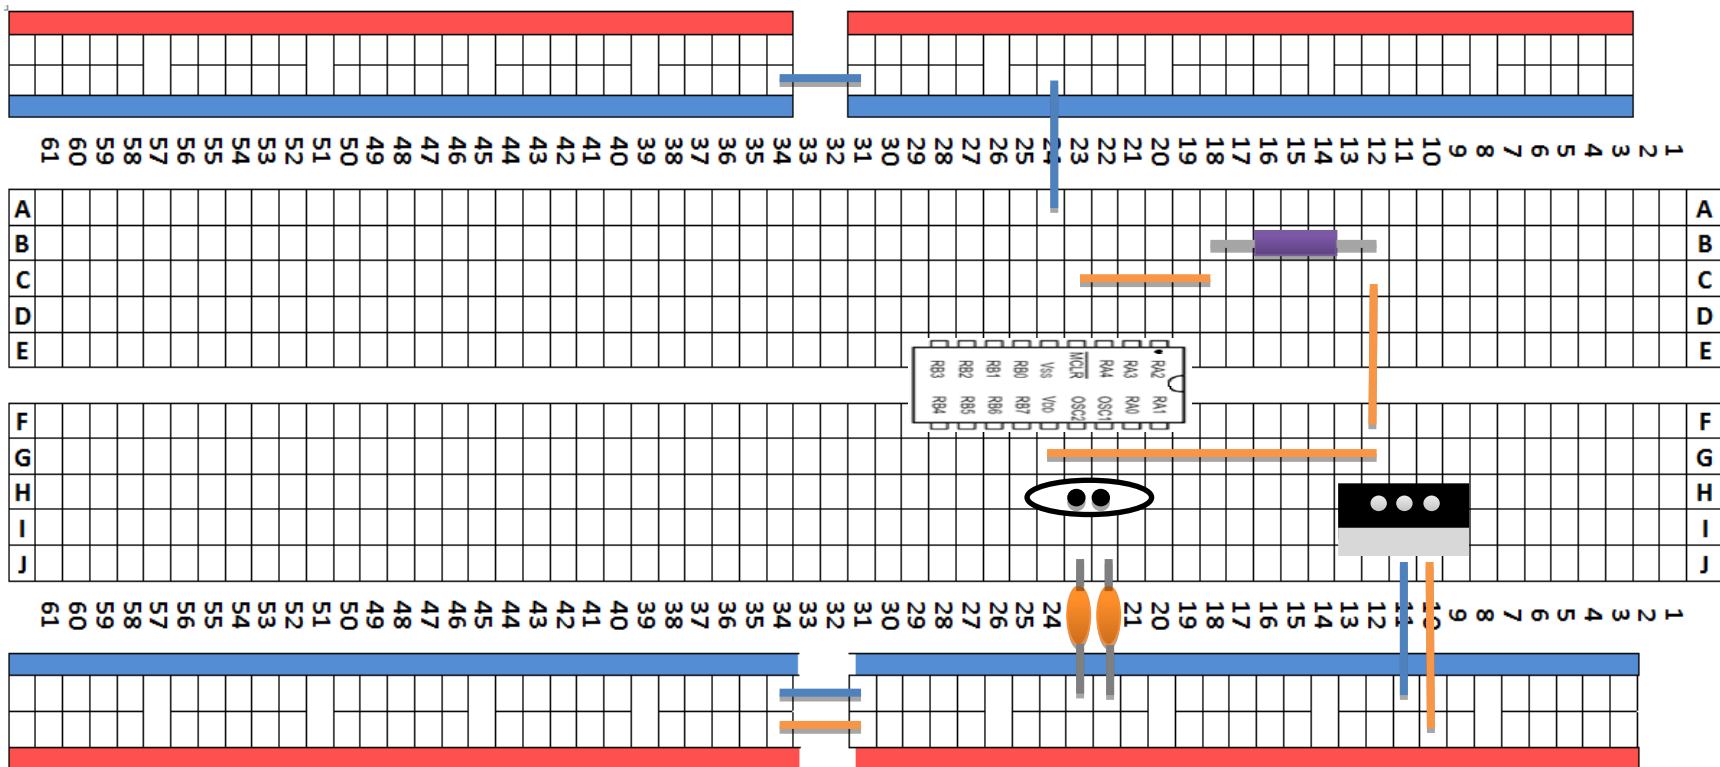 61 60 59 58 57 56 55 54 53 52 51 50 49 48 47 46 45 44 43 42 41 40 39 38 37 36 35 34 33 32 31 30 29 28 27 26 25 24 23 22 21 20 19 18 17 16 15 14 13 12 11 10 9 8 7 6 5 4 3 2 1
A A
B B
C C
D D
E E
RB3 RB2 RB1 RB0 Vss MCLR RA4 RA3 RA2
RB4 RB5 RB6 RB7 VDD OSC2 OSC1 RA0 RA1
F F
G G
H H
I I
J J
61 60 59 58 57 56 55 54 53 52 51 50 49 48 47 46 45 44 43 42 41 40 39 38 37 36 35 34 33 32 31 30 29 28 27 26 25 24 21 20 19 18 17 16 15 14 13 12 11 10 9 8 7 6 5 4 3 2 1